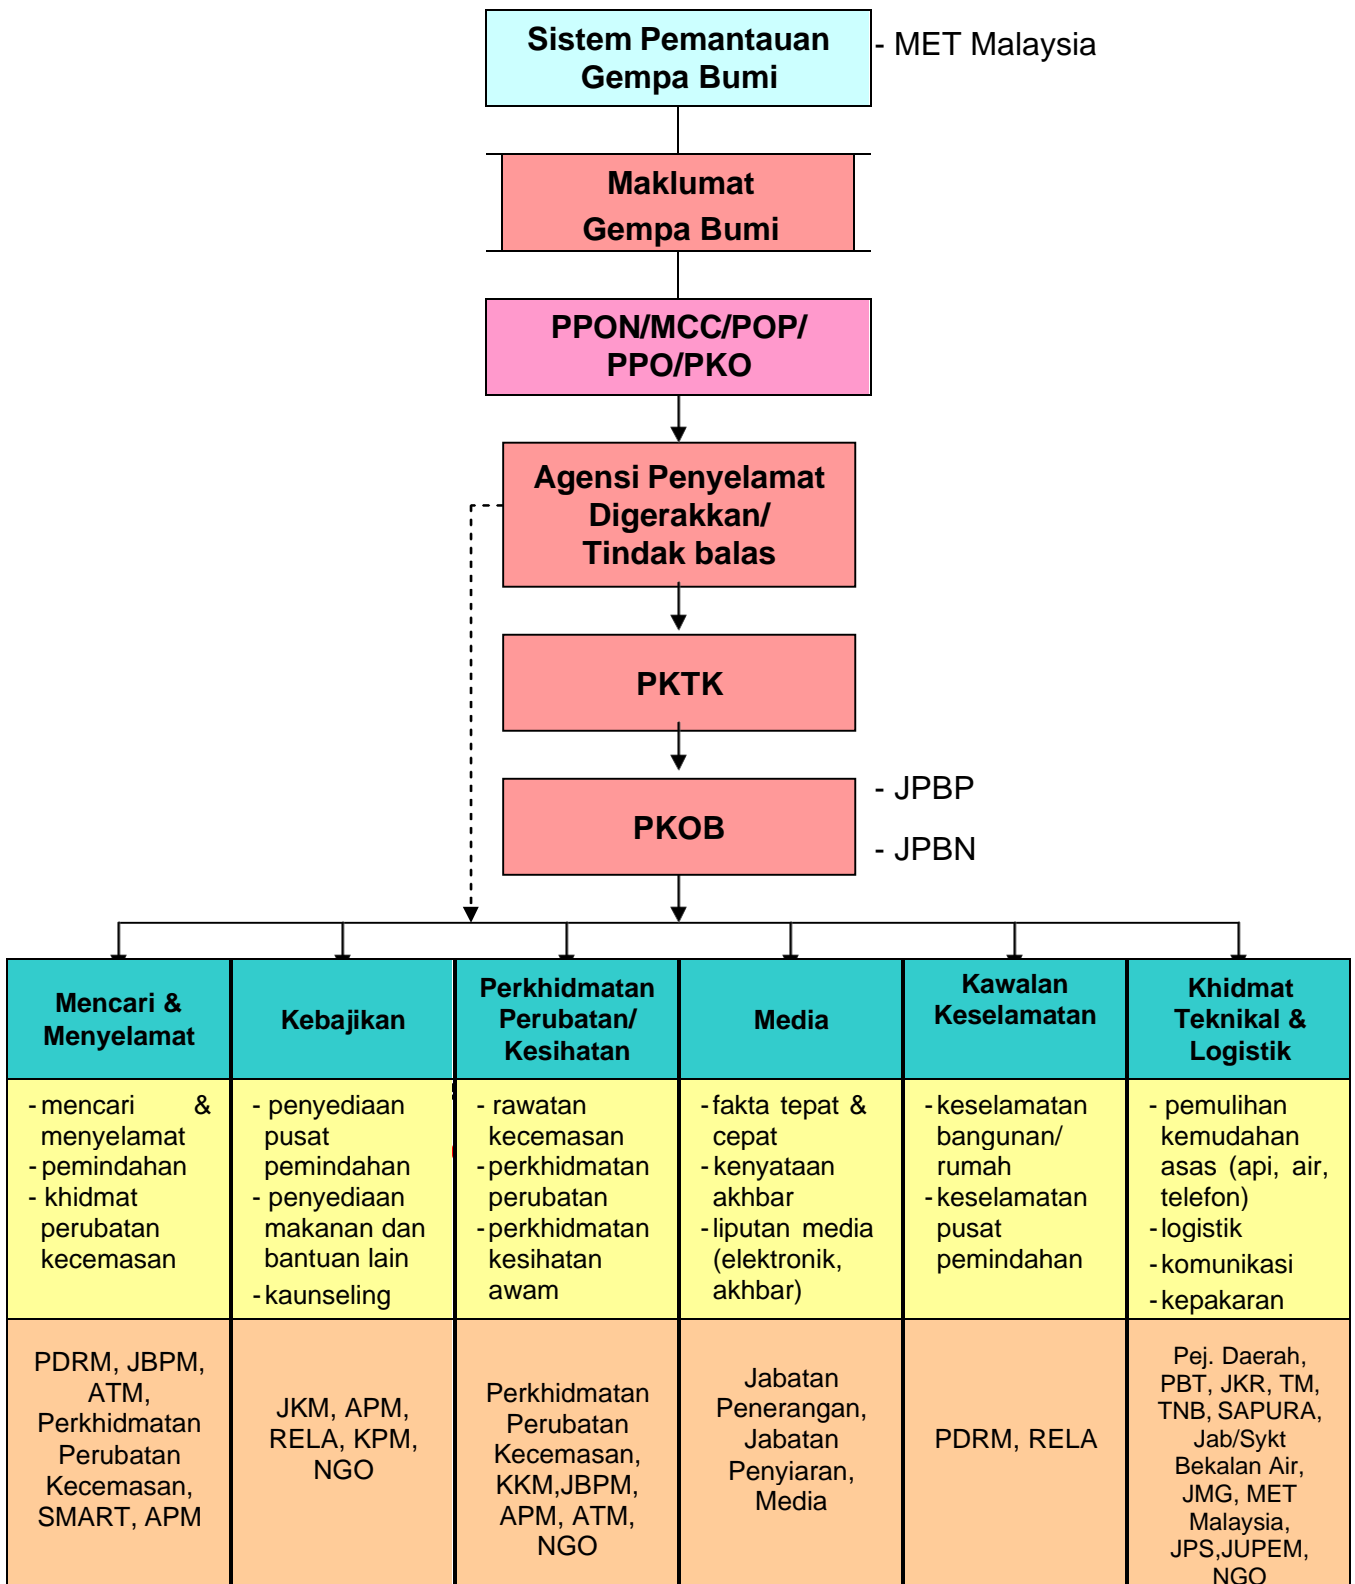 Sistem Pemantauan
Gempa Bumi
- MET Malaysia
Maklumat
Gempa Bumi
PPON/MCC/POP/
PPO/PKO
Agensi Penyelamat
Digerakkan/
Tindak balas
PKTK
PKOB
- JPBP
- JPBN
Mencari &
Menyelamat
Kebajikan
Perkhidmatan
Perubatan/
Kesihatan
Media
Kawalan
Keselamatan
Khidmat
Teknikal &
Logistik
- mencari &
menyelamat
- pemindahan
- khidmat
perubatan
kecemasan
- penyediaan
pusat
pemindahan
- penyediaan
makanan dan
bantuan lain
- kaunseling
- rawatan
kecemasan
- perkhidmatan
perubatan
- perkhidmatan
kesihatan
awam
- fakta tepat &
cepat
- kenyataan
akhbar
- liputan media
(elektronik,
akhbar)
- keselamatan
bangunan/
rumah
- keselamatan
pusat
pemindahan
- pemulihan
kemudahan
asas (api, air,
telefon)
- logistik
- komunikasi
- kepakaran
PDRM, JBPM,
ATM,
Perkhidmatan
Perubatan
Kecemasan,
SMART, APM
JKM, APM,
RELA, KPM,
NGO
Perkhidmatan
Perubatan
Kecemasan,
KKM,JBPM,
APM, ATM,
NGO
Jabatan
Penerangan,
Jabatan
Penyiaran,
Media
PDRM, RELA
Pej. Daerah,
PBT, JKR, TM,
TNB, SAPURA,
Jab/Sykt
Bekalan Air,
JMG, MET
Malaysia,
JPS,JUPEM,
NGO